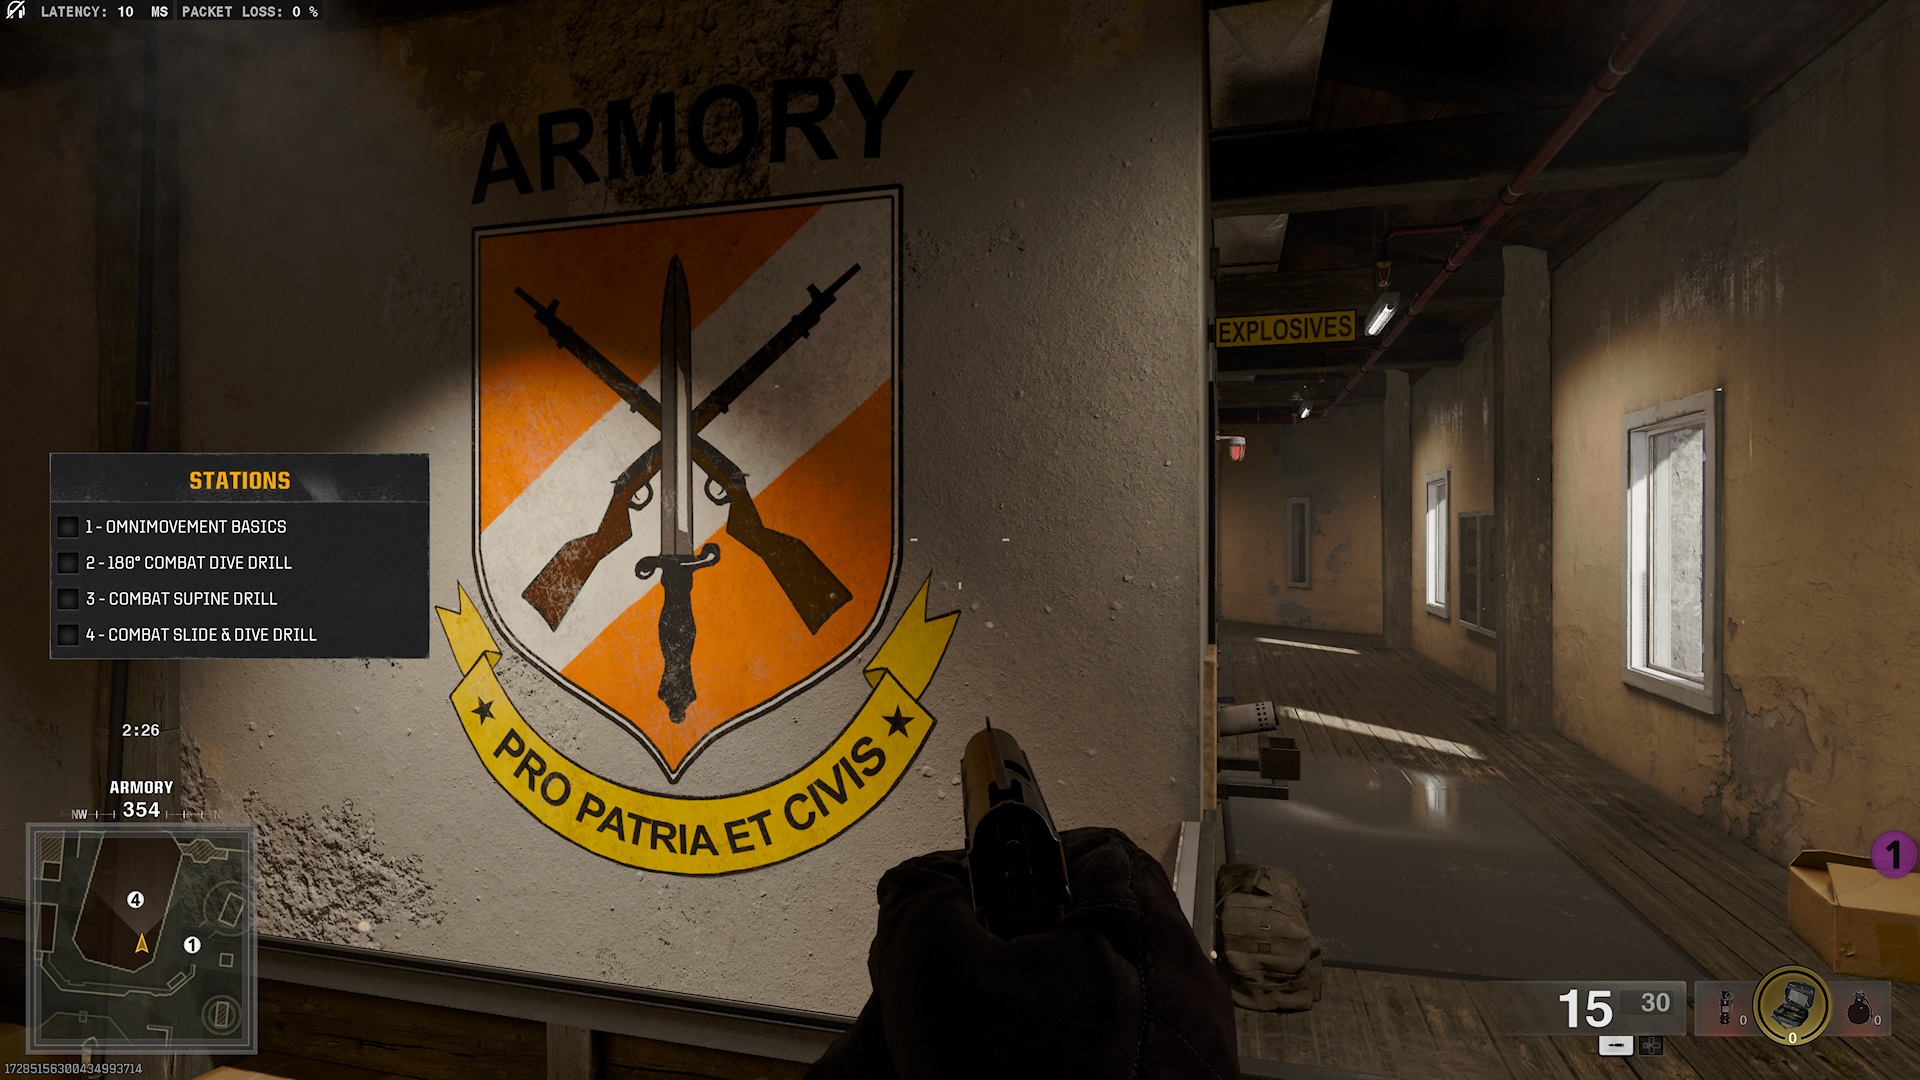 LATENCY: 10 MS PACKET LOSS: 0 %
ARMORY
EXPLOSIVES
STATIONS
1 - OMNIMOVEMENT BASICS
2 - 180° COMBAT DIVE DRILL
3 - COMBAT SUPINE DRILL
4 - COMBAT SLIDE & DIVE DRILL
PRO PATRIA ET CIVIS
2:26
ARMORY
NW 354 N
4
1
1
15 30
0 0 0
17285156300434993714